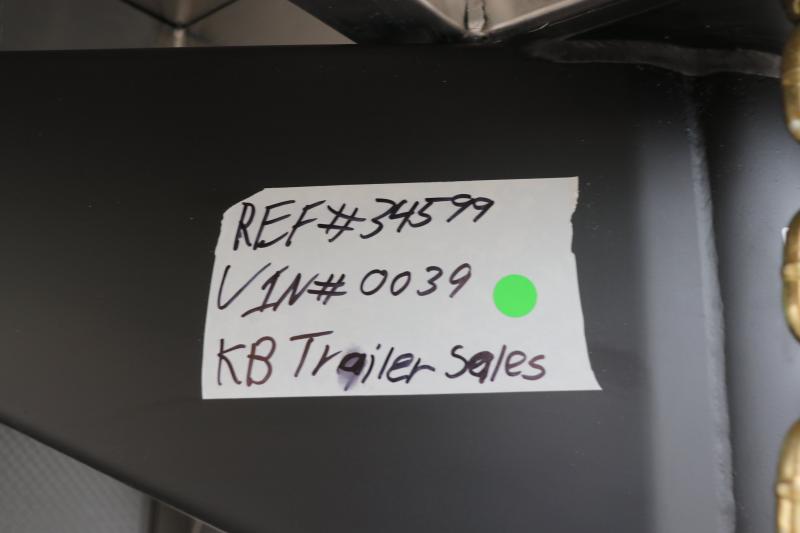 REF#34599
VIN#0039
KB Trailer Sales